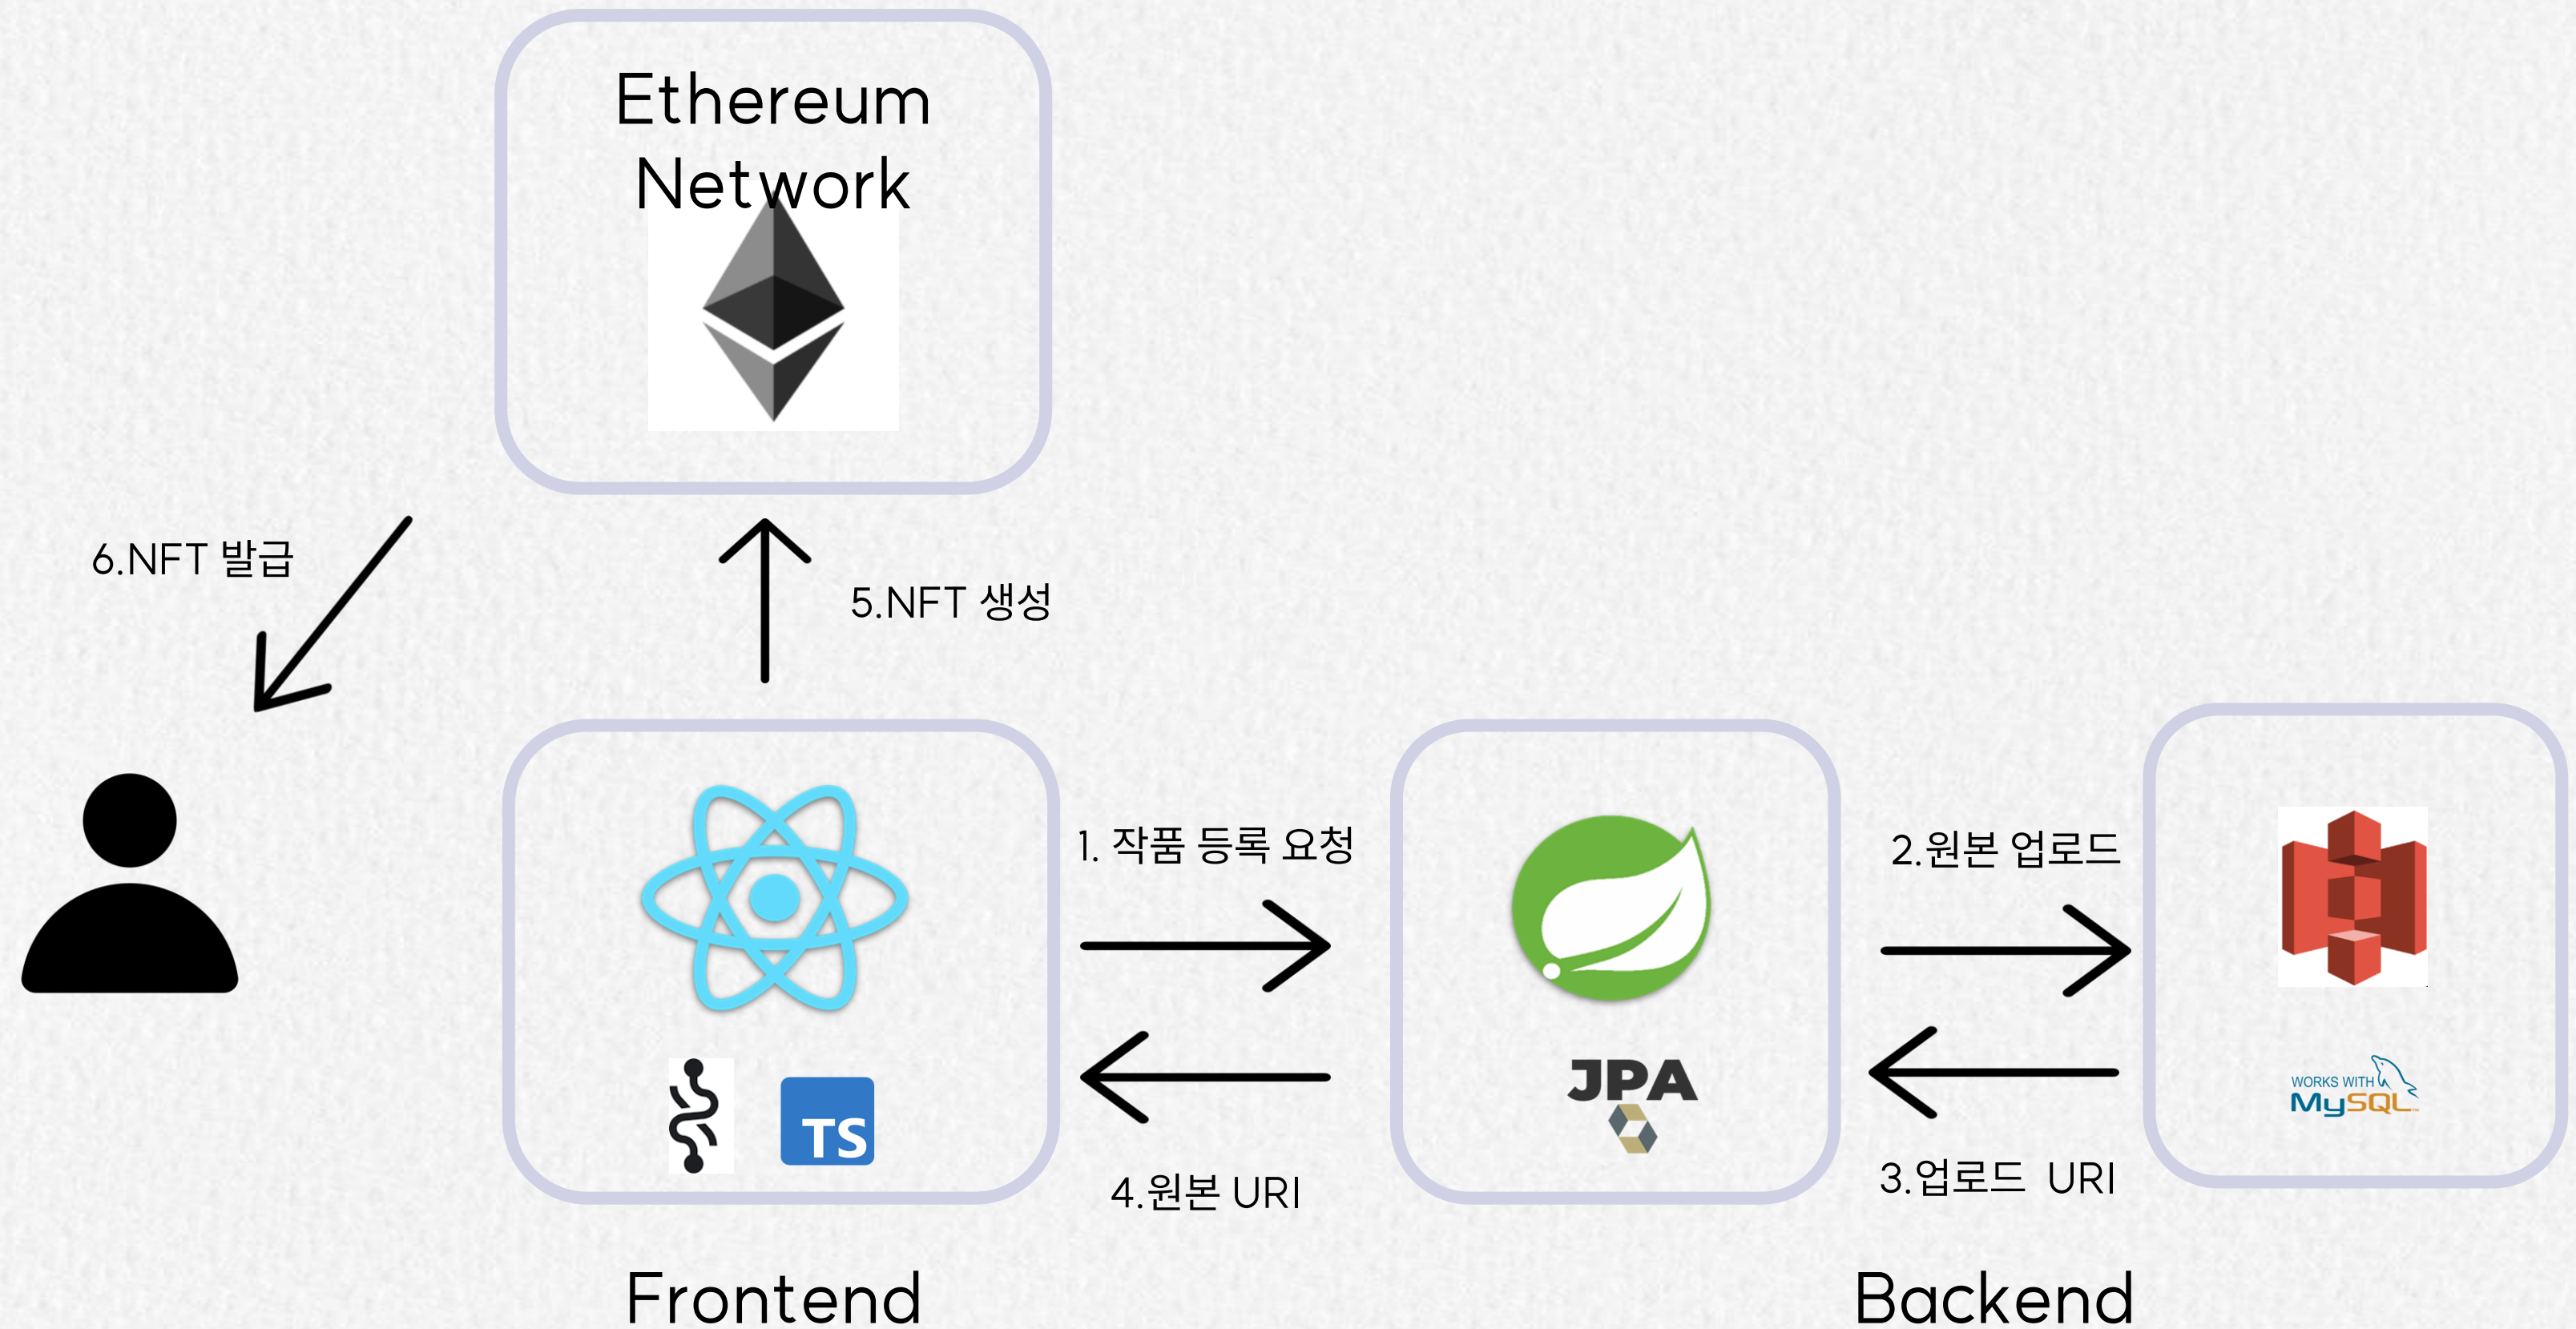 Ethereum
Network
6.NFT 발급
5.NFT 생성
1. 작품 등록 요청
2.원본 업로드
JPA
TS
WORKS WITH
MySQL
4.원본 URI
3.업로드 URI
Frontend
Backend